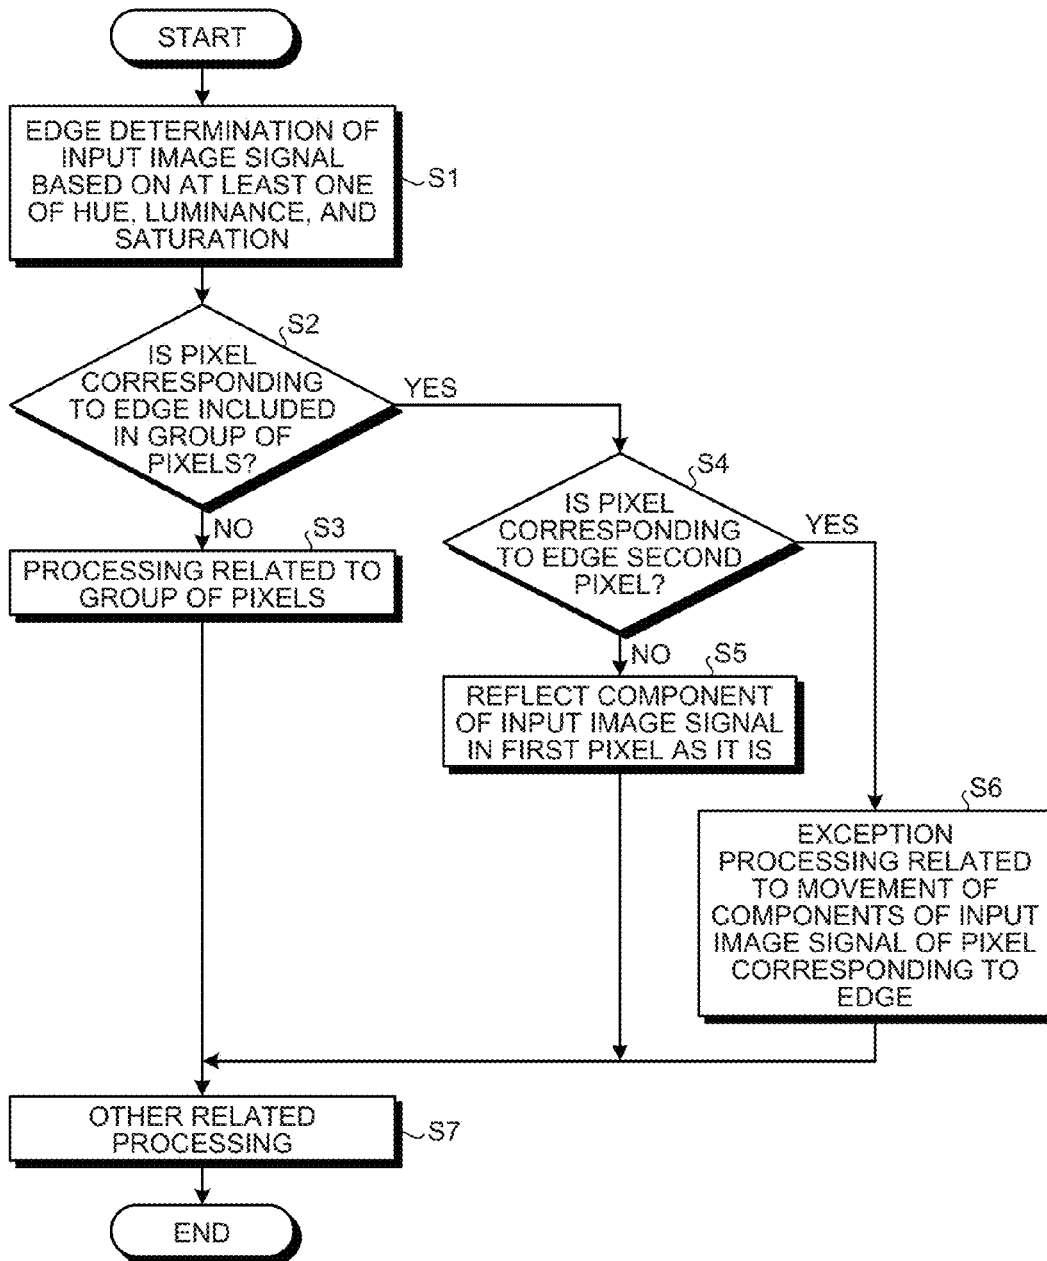 START
EDGE DETERMINATION OF
INPUT IMAGE SIGNAL
BASED ON AT LEAST ONE
OF HUE, LUMINANCE, AND
SATURATION
S1
S2
IS PIXEL
CORRESPONDING
TO EDGE INCLUDED
IN GROUP OF
PIXELS?
YES
NO
S3
PROCESSING RELATED TO
GROUP OF PIXELS
S4
IS PIXEL
CORRESPONDING
TO EDGE SECOND
PIXEL?
YES
NO
S5
REFLECT COMPONENT
OF INPUT IMAGE SIGNAL
IN FIRST PIXEL AS IT IS
S6
EXCEPTION
PROCESSING RELATED
TO MOVEMENT OF
COMPONENTS OF INPUT
IMAGE SIGNAL OF PIXEL
CORRESPONDING TO
EDGE
OTHER RELATED
PROCESSING
S7
END